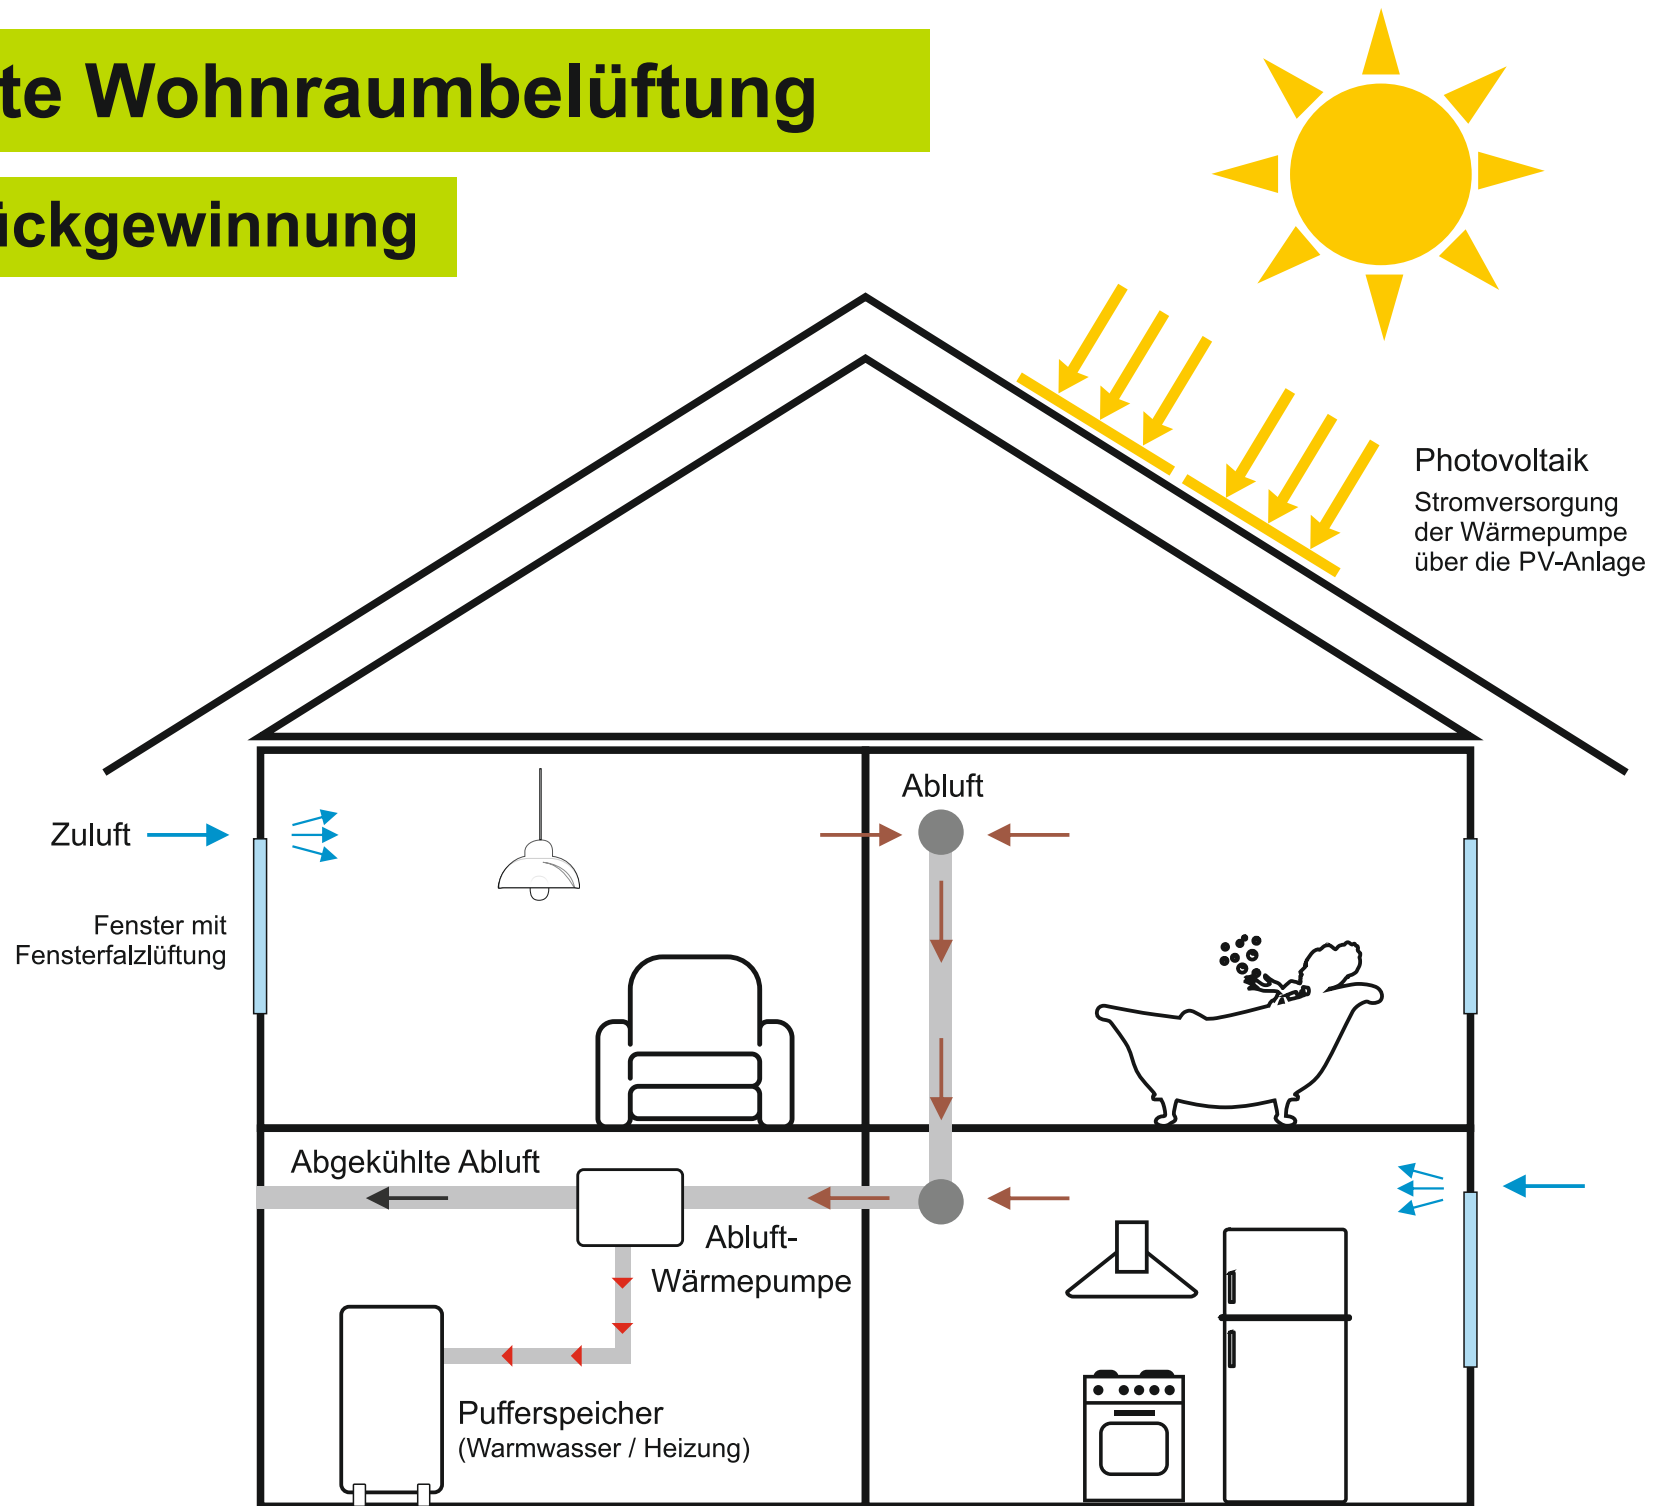 te Wohnraumbelüftung
ückgewinnung
Photovoltaik
Stromversorgung
der Wärmepumpe
über die PV-Anlage
Abluft
Zuluft
Fenster mit
Fensterfalzlüftung
Abgekühlte Abluft
Abluft-
Wärmepumpe
Pufferspeicher
(Warmwasser / Heizung)